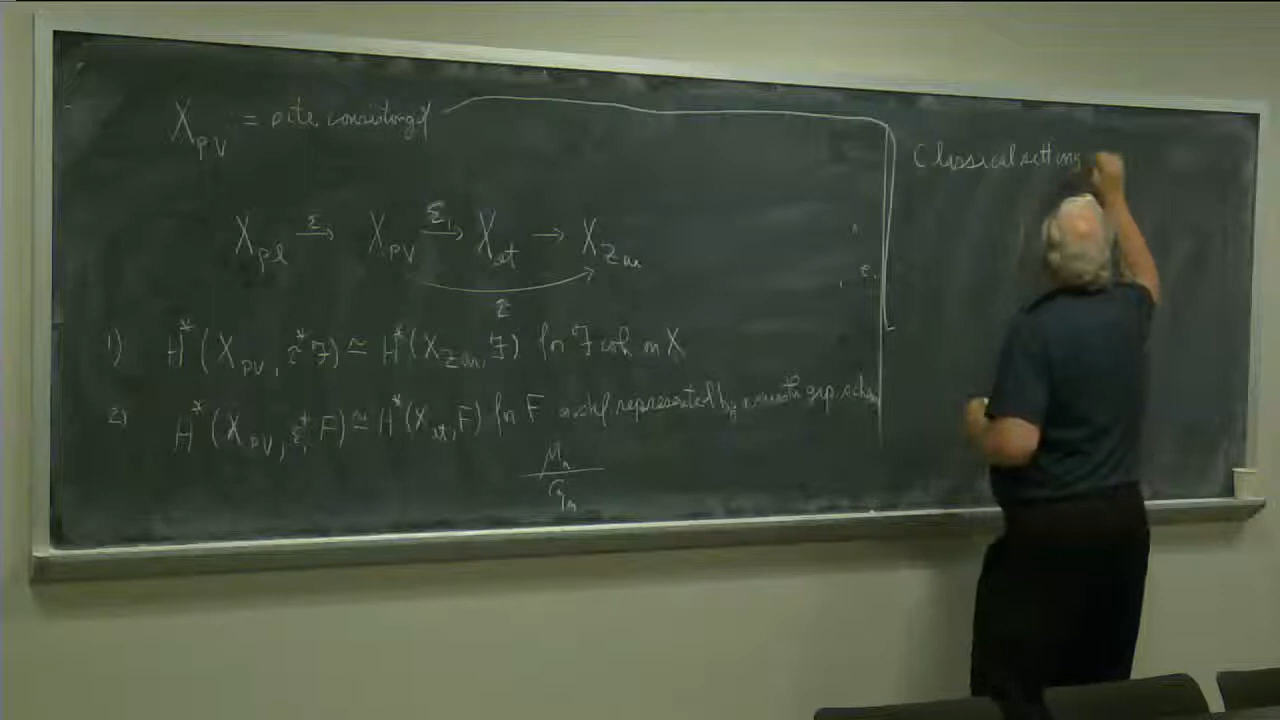 X_PV = site consisting of
X_pl →^ε X_PV →^ε₁ X_et → X_Zar
τ
1) H*(X_PV, τ*ℱ) ≅ H*(X_Zar, ℱ) for ℱ coh on X
2) H*(X_PV, ε₁*F) ≅ H*(X_et, F) for F represented by smooth grp scheme
μ_n
G_m
Classical setting